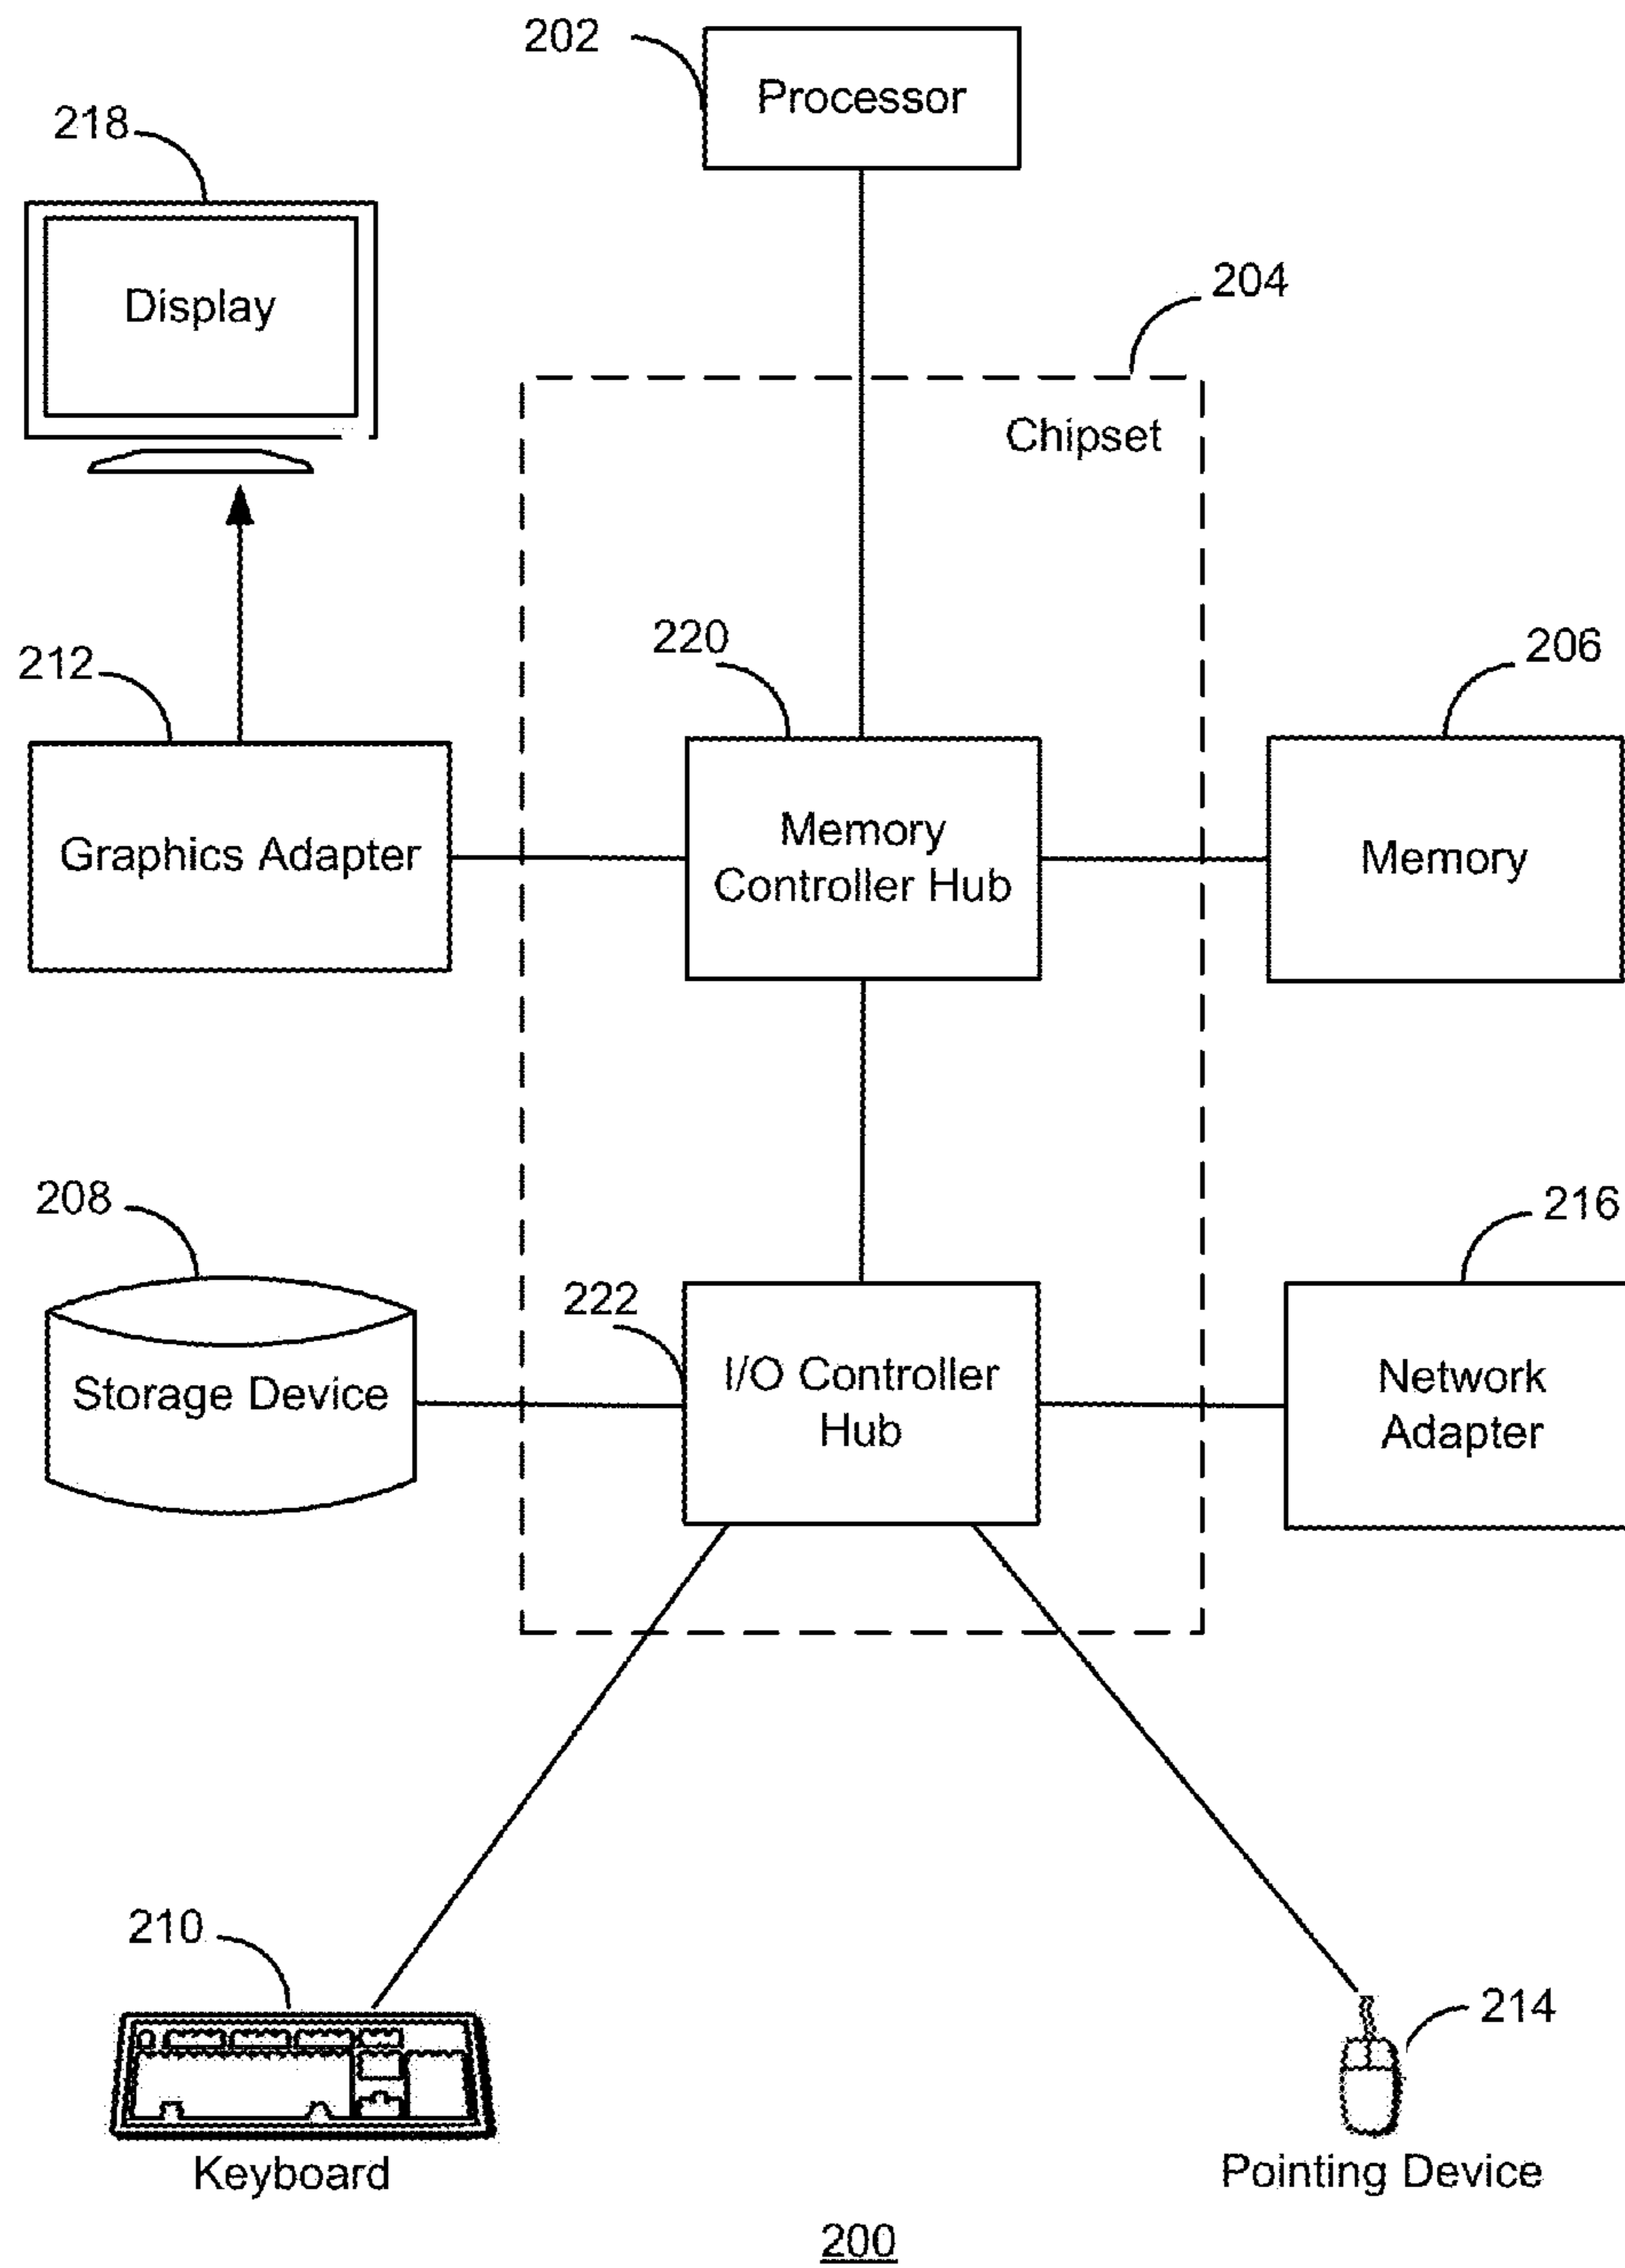 202
Processor
218
Display
204
Chipset
220
206
212
Memory
Controller Hub
Graphics Adapter
Memory
208
216
222
I/O Controller
Hub
Storage Device
Network
Adapter
210
214
Keyboard
Pointing Device
200